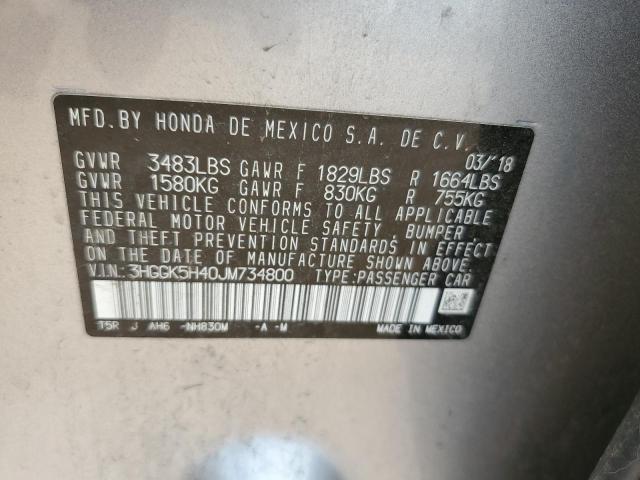 MFD. BY HONDA DE MEXICO S.A. DE C.V.
03/'18
GVWR 3483LBS GAWR F 1829LBS R 1664LBS
GVWR 1580KG GAWR F 830KG R 755KG
THIS VEHICLE CONFORMS TO ALL APPLICABLE
FEDERAL MOTOR VEHICLE SAFETY, BUMPER,
AND THEFT PREVENTION STANDARDS IN EFFECT
ON THE DATE OF MANUFACTURE SHOWN ABOVE.
V.I.N.: 3HGGK5H40JM734800 TYPE:PASSENGER CAR
T5R J AH6 -NH830M -A -M MADE IN MEXICO